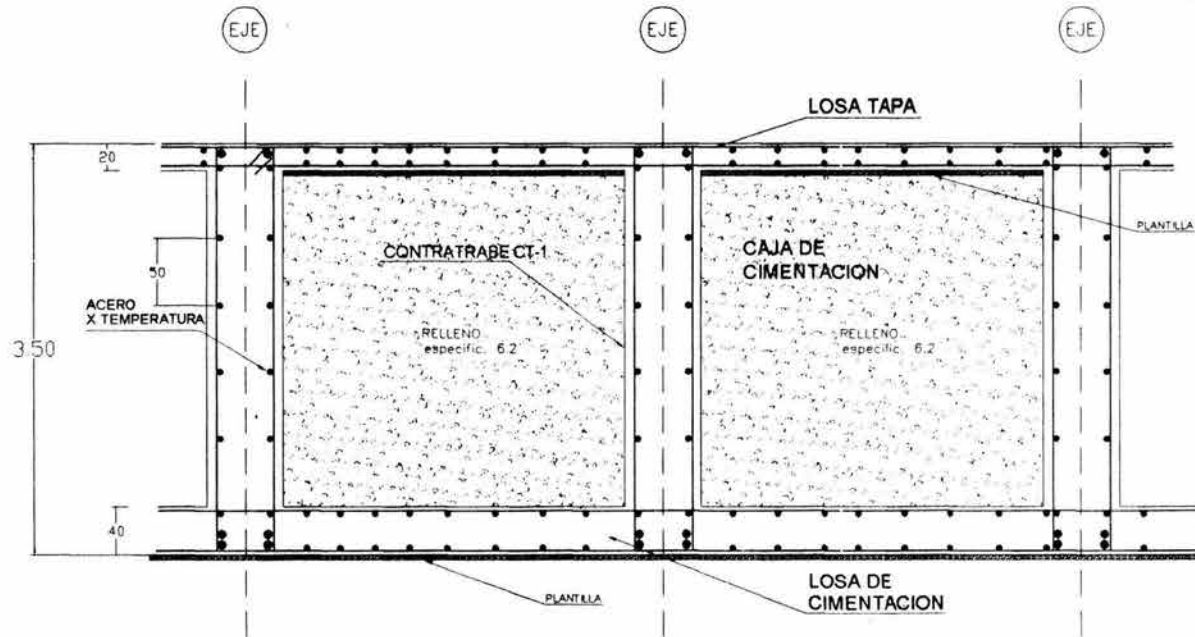 EJE
EJE
EJE
LOSA TAPA
20
PLANTILLA
CONTRATRABE CT-1
CAJA DE
CIMENTACION
50
ACERO
X TEMPERATURA
3.50
RELLENO
especific. 6.2
RELLENO
especific. 6.2
40
PLANTILLA
LOSA DE
CIMENTACION